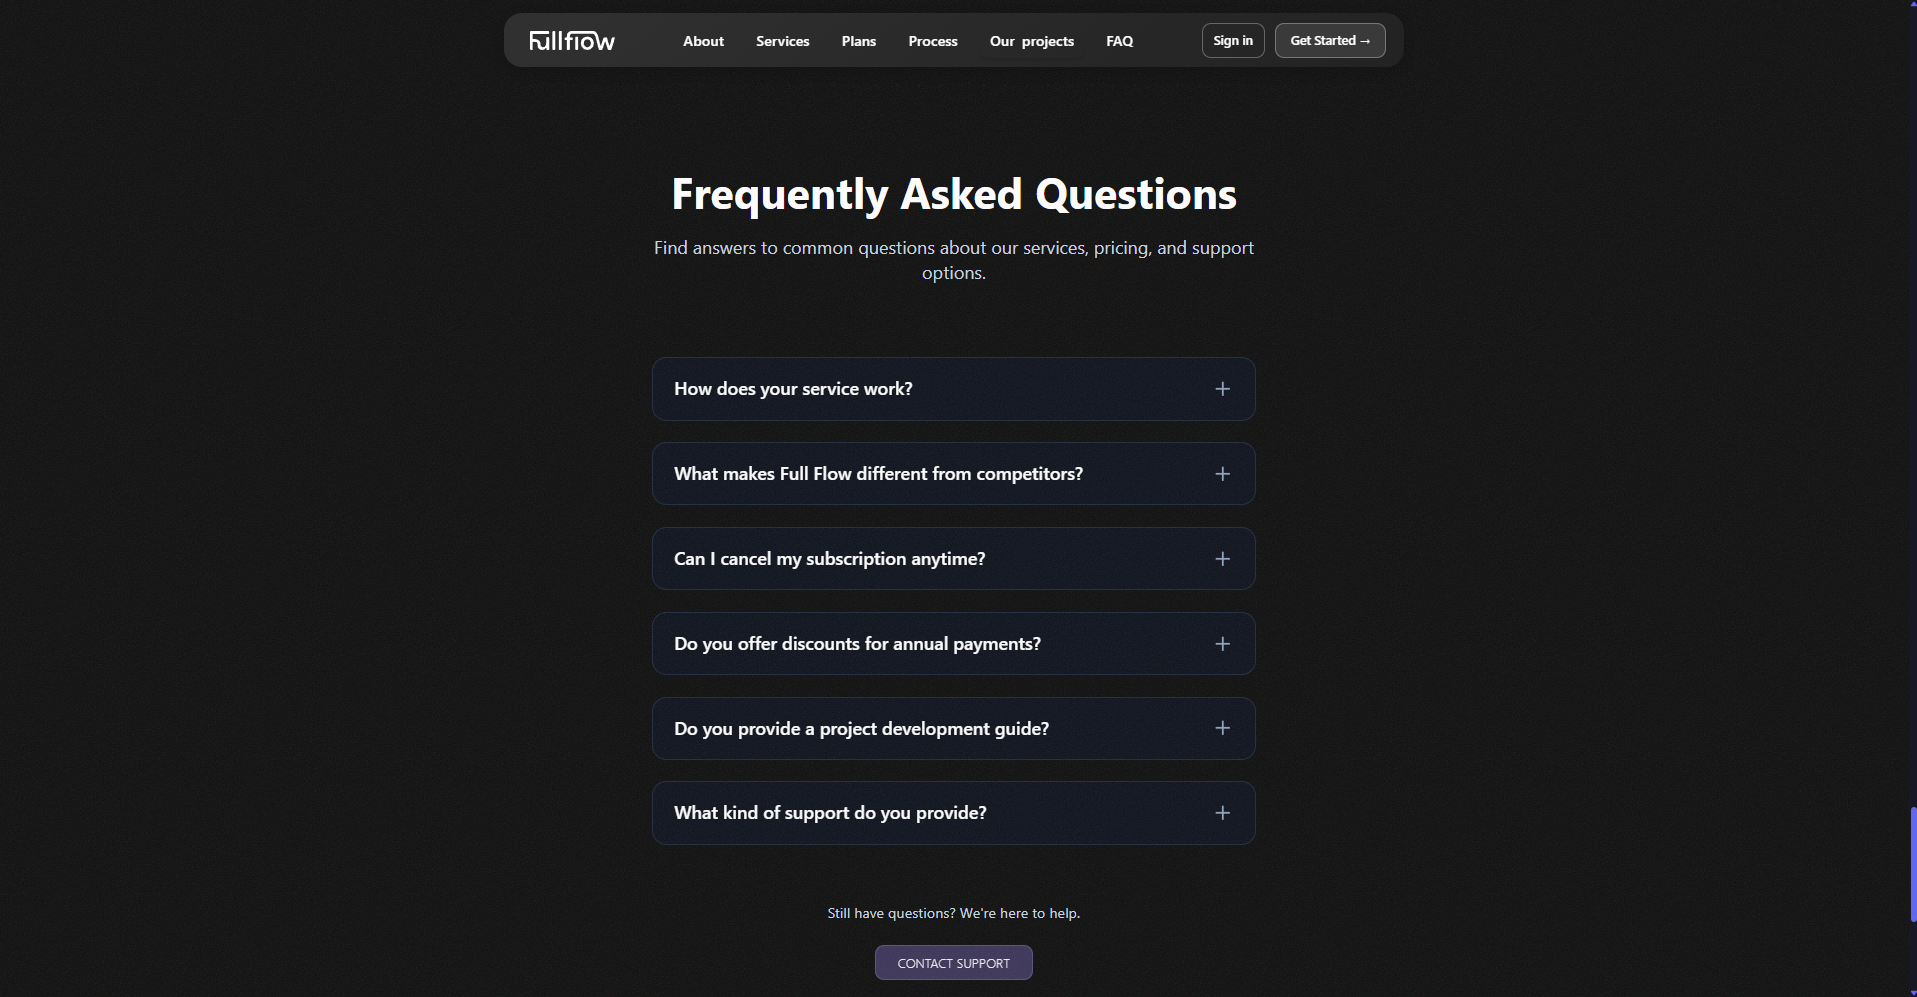 fullflow
About
Services
Plans
Process
Our projects
FAQ
Sign in
Get Started →
Frequently Asked Questions
Find answers to common questions about our services, pricing, and support
options.
How does your service work?
What makes Full Flow different from competitors?
Can I cancel my subscription anytime?
Do you offer discounts for annual payments?
Do you provide a project development guide?
What kind of support do you provide?
Still have questions? We're here to help.
CONTACT SUPPORT